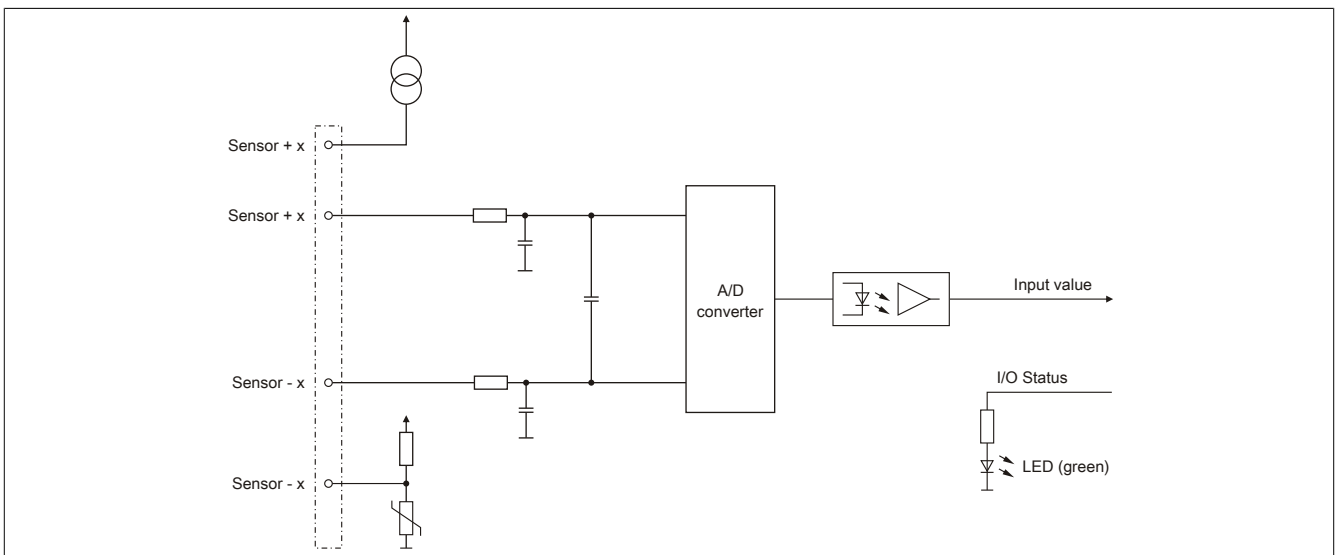 Sensor + x
Sensor + x
A/D
converter
Input value
Sensor - x
I/O Status
LED (green)
Sensor - x